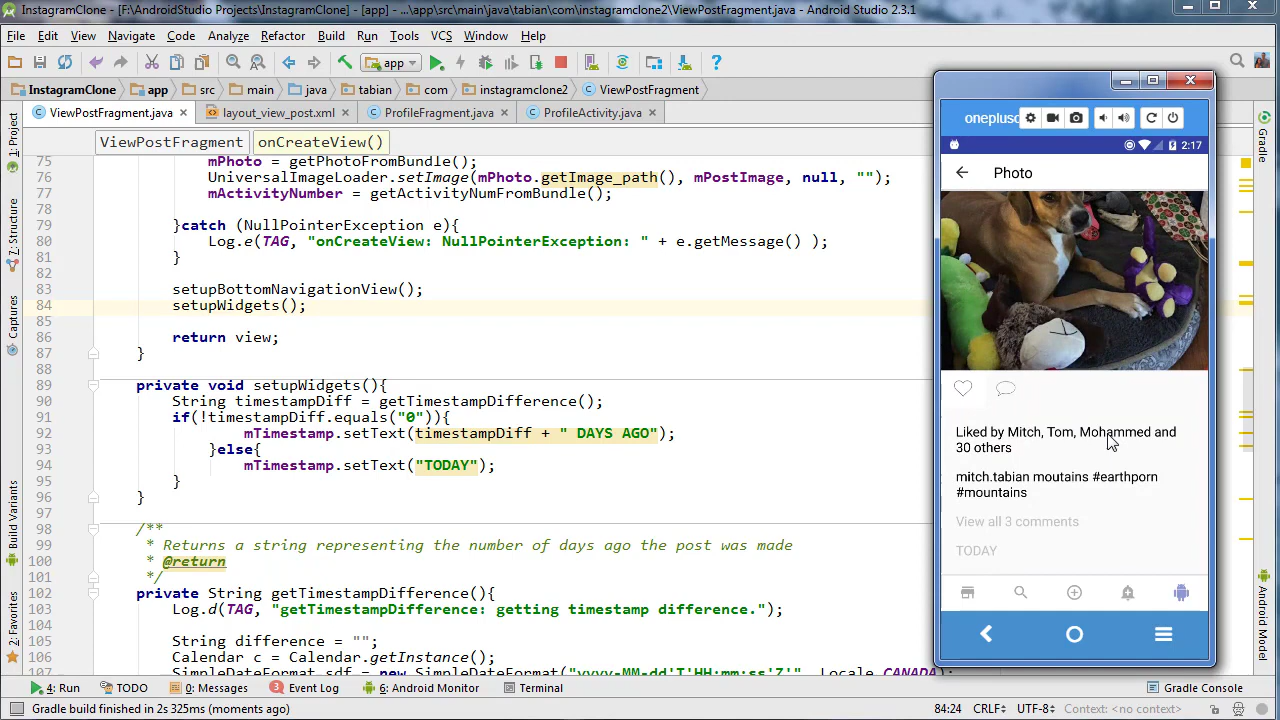 InstagramClone - [F:\AndroidStudio Projects\InstagramClone] - [app] - ...\app\src\main\java\tabian\com\instagramclone2\ViewPostFragment.java - Android Studio 2.3.1
File Edit View Navigate Code Analyze Refactor Build Run Tools VCS Window Help
app
InstagramClone app src main java tabian com instagramclone2 ViewPostFragment
ViewPostFragment.java layout_view_post.xml ProfileFragment.java ProfileActivity.java
ViewPostFragment onCreateView()
75 mPhoto = getPhotoFromBundle();
76 UniversalImageLoader.setImage(mPhoto.getImage_path(), mPostImage, null, "");
77 mActivityNumber = getActivityNumFromBundle();
78
79 }catch (NullPointerException e){
80 Log.e(TAG, "onCreateView: NullPointerException: " + e.getMessage() );
81 }
82
83 setupBottomNavigationView();
84 setupWidgets();
85
86 return view;
87 }
88
89 private void setupWidgets(){
90 String timestampDiff = getTimestampDifference();
91 if(!timestampDiff.equals("0")){
92 mTimestamp.setText(timestampDiff + " DAYS AGO");
93 }else{
94 mTimestamp.setText("TODAY");
95 }
96 }
97
98 /**
99 * Returns a string representing the number of days ago the post was made
100 * @return
101 */
102 private String getTimestampDifference(){
103 Log.d(TAG, "getTimestampDifference: getting timestamp difference.");
104
105 String difference = "";
106 Calendar c = Calendar.getInstance();
107 SimpleDateFormat sdf = new SimpleDateFormat("yyyy-MM-dd'T'HH:mm:ss'Z'", Locale.CANADA);
1: Project
7: Structure
Captures
Build Variants
2: Favorites
Gradle
Android Model
2:17
Photo
Liked by Mitch, Tom, Mohammed and
30 others
mitch.tabian moutains #earthporn
#mountains
View all 3 comments
TODAY
4: Run TODO 0: Messages 3 Event Log 6: Android Monitor Terminal Gradle Console
Gradle build finished in 2s 325ms (moments ago) 84:24 CRLF÷ UTF-8÷ Context: <no context>